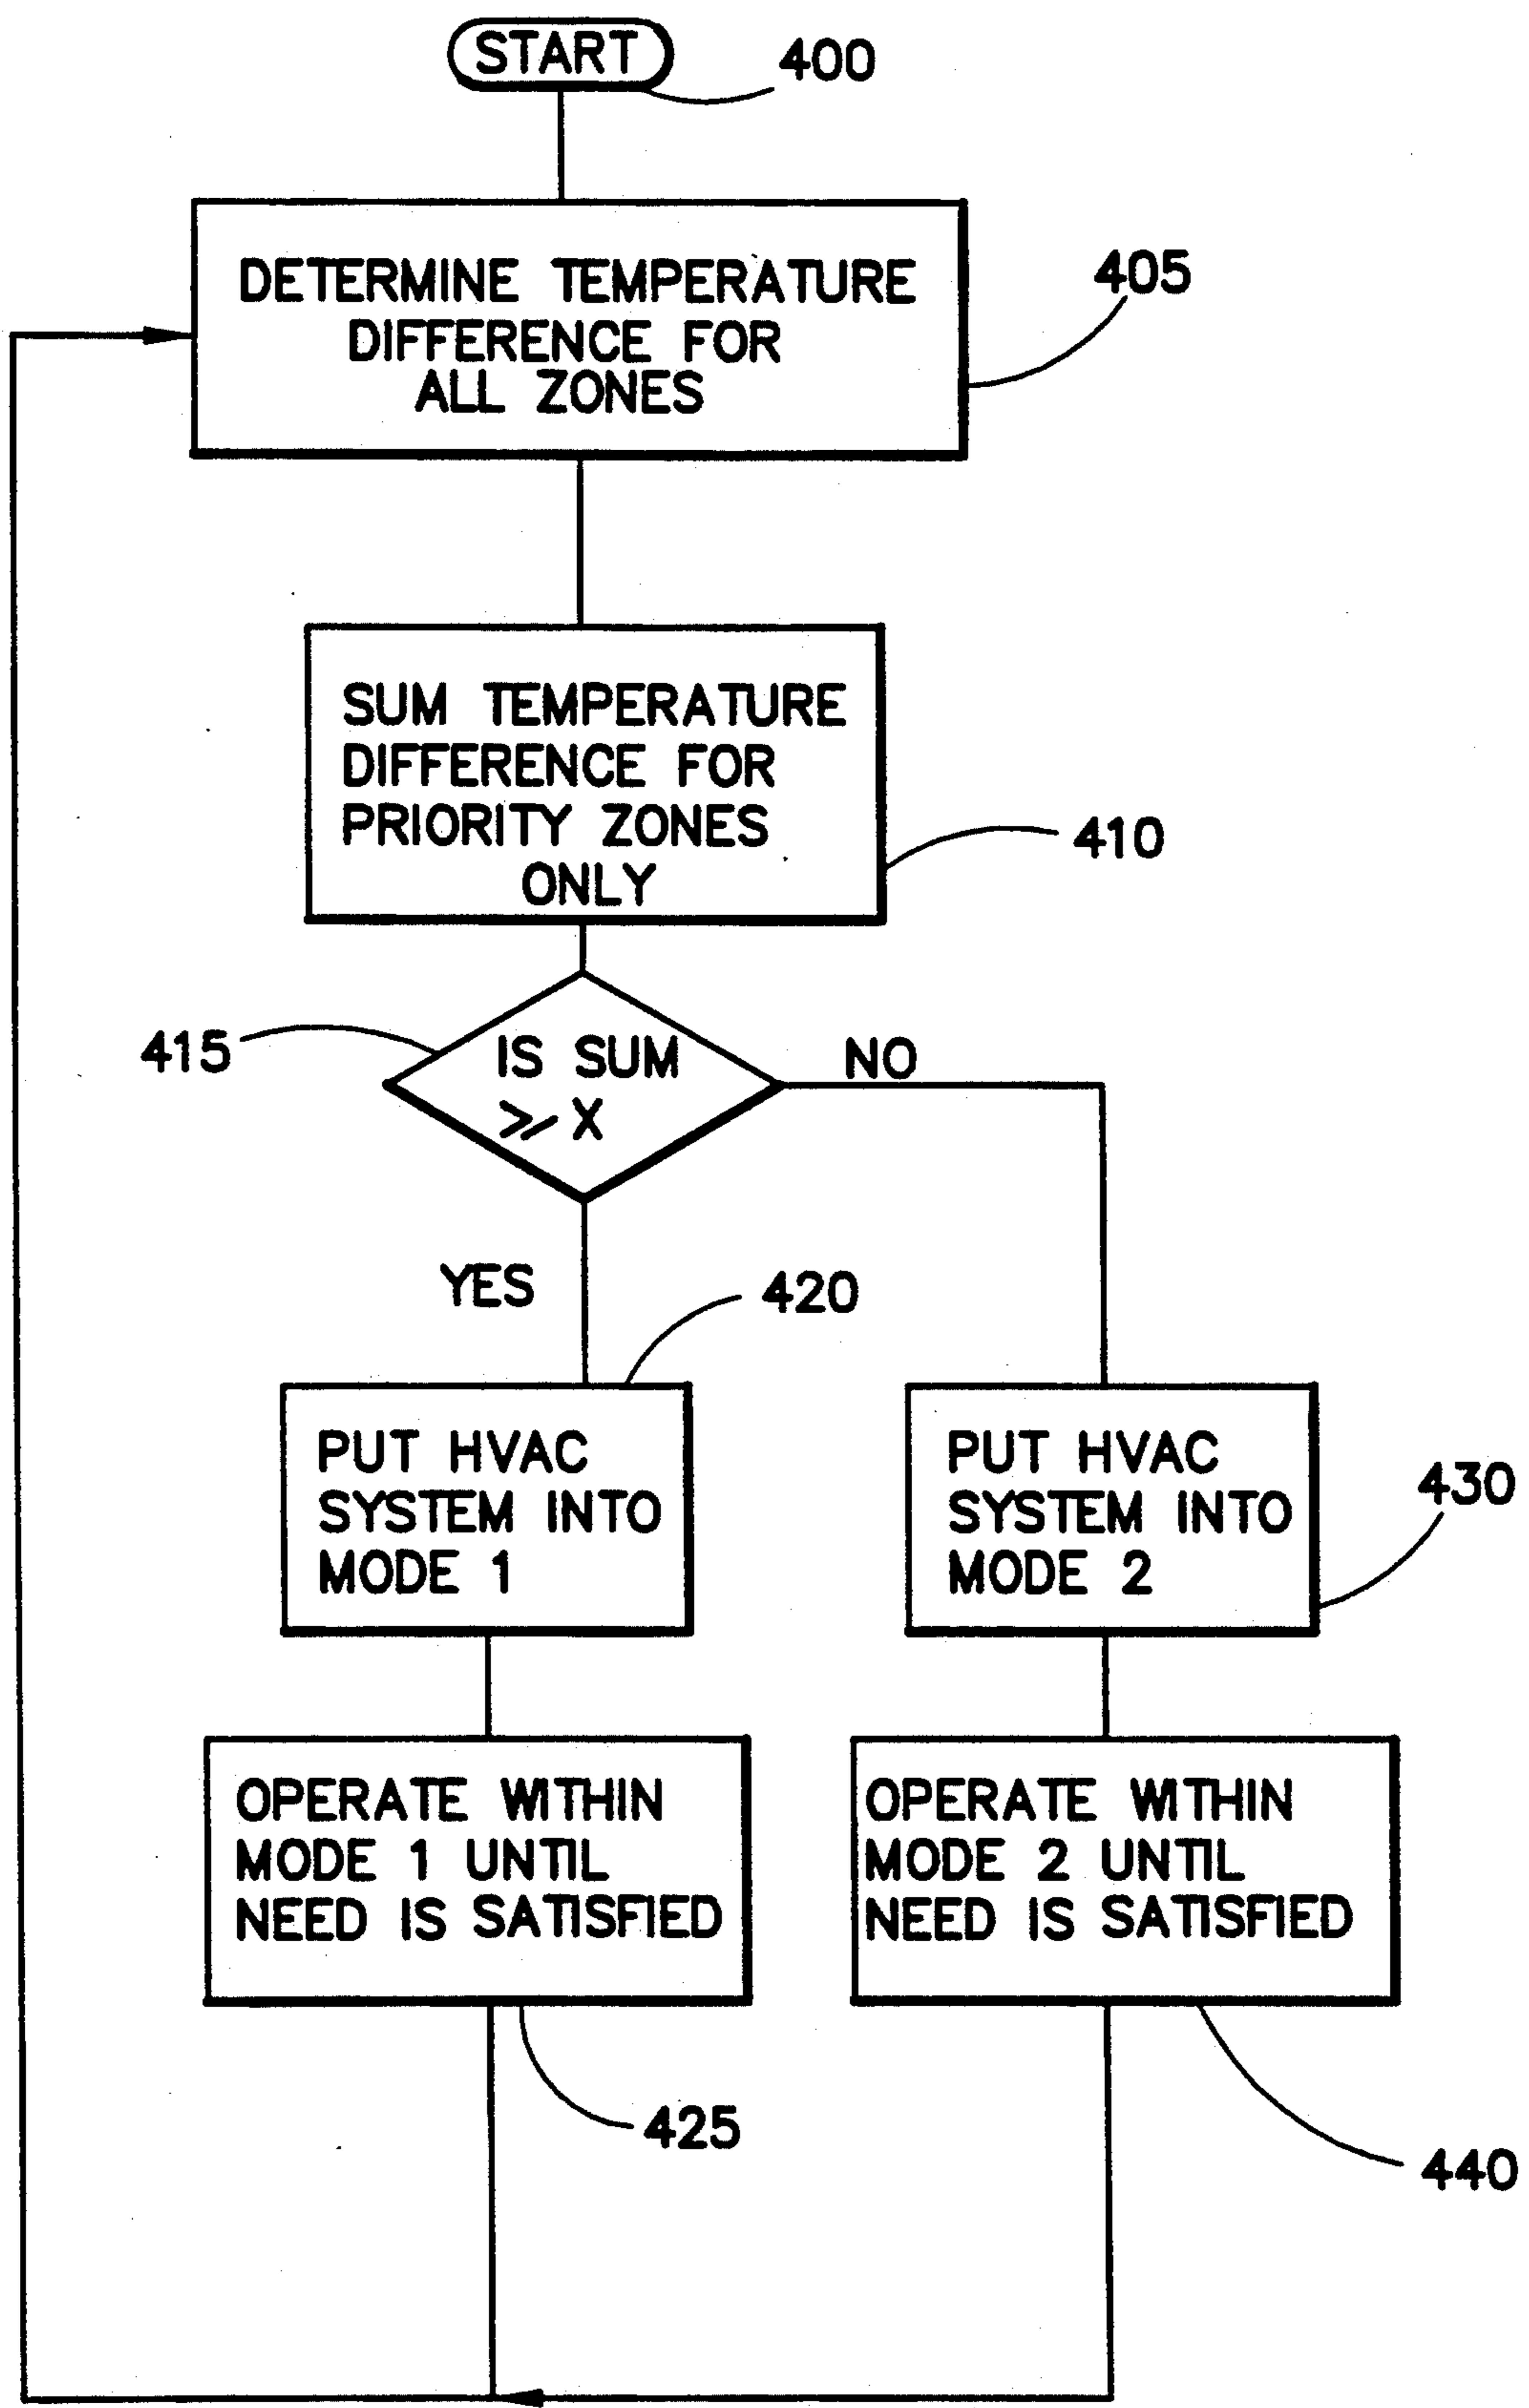 START
400
DETERMINE TEMPERATURE
DIFFERENCE FOR
ALL ZONES
405
SUM TEMPERATURE
DIFFERENCE FOR
PRIORITY ZONES
ONLY
410
415
IS SUM
⩾ X
NO
YES
420
PUT HVAC
SYSTEM INTO
MODE 1
PUT HVAC
SYSTEM INTO
MODE 2
430
OPERATE WITHIN
MODE 1 UNTIL
NEED IS SATISFIED
OPERATE WITHIN
MODE 2 UNTIL
NEED IS SATISFIED
425
440